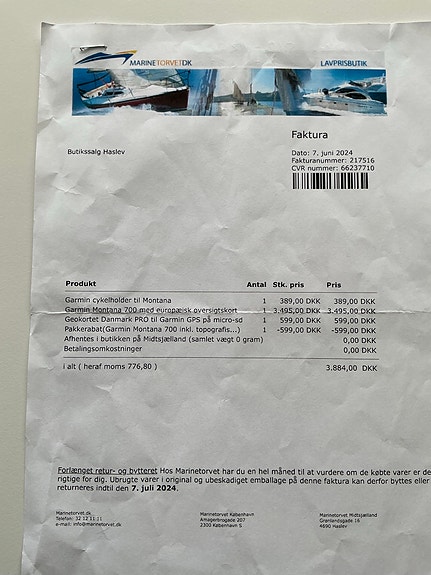 MARINETORVET.DK LAVPRISBUTIK
Faktura
Butikssalg Haslev
Dato: 7. juni 2024
Fakturanummer: 217516
CVR nummer: 66237710
Produkt Antal Stk. pris Pris
Garmin cykelholder til Montana 1 389,00 DKK 389,00 DKK
Garmin Montana 700 med europæisk oversigtskort 1 3.495,00 DKK 3.495,00 DKK
Geokortet Danmark PRO til Garmin GPS på micro-sd 1 599,00 DKK 599,00 DKK
Pakkerabat(Garmin Montana 700 inkl. topografis...) 1 -599,00 DKK -599,00 DKK
Afhentes i butikken på Midtsjælland (samlet vægt 0 gram) 0,00 DKK
Betalingsomkostninger 0,00 DKK
I alt ( heraf moms 776,80 ) 3.884,00 DKK
Forlænget retur- og bytteret Hos Marinetorvet har du en hel måned til at vurdere om de købte varer er de
rigtige for dig. Ubrugte varer i original og ubeskadiget emballage på denne faktura kan derfor byttes eller
returneres indtil den 7. juli 2024.
Marinetorvet.dk
Telefon: 32 12 11 11
e-mail: info@marinetorvet.dk
Marinetorvet København
Amagerbrogade 207
2300 København S
Marinetorvet Midtsjælland
Grønlandsgade 16
4690 Haslev